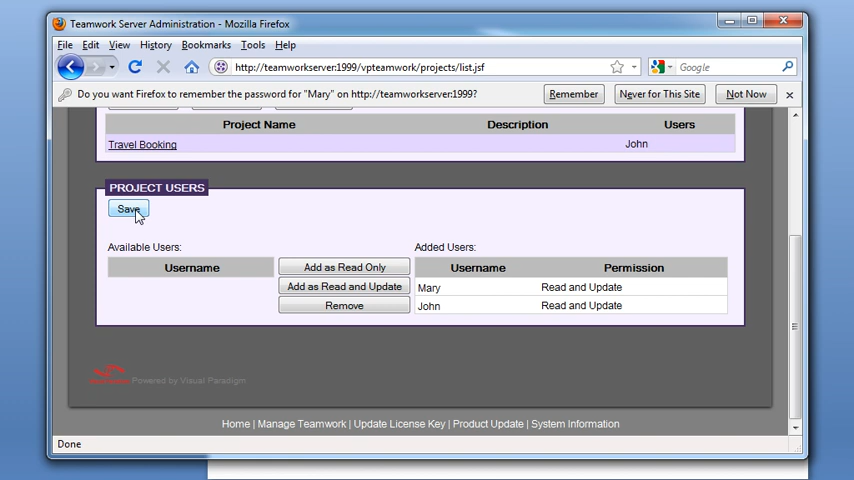 Teamwork Server Administration - Mozilla Firefox
File Edit View History Bookmarks Tools Help
http://teamworkserver:1999/vpteamwork/projects/list.jsf
Google
Do you want Firefox to remember the password for "Mary" on http://teamworkserver:1999?
Remember
Never for This Site
Not Now
Project Name Description Users
Travel Booking John
PROJECT USERS
Save
Available Users:
Added Users:
Username
Add as Read Only
Username Permission
Add as Read and Update
Mary Read and Update
Remove
John Read and Update
Powered by Visual Paradigm
Home | Manage Teamwork | Update License Key | Product Update | System Information
Done